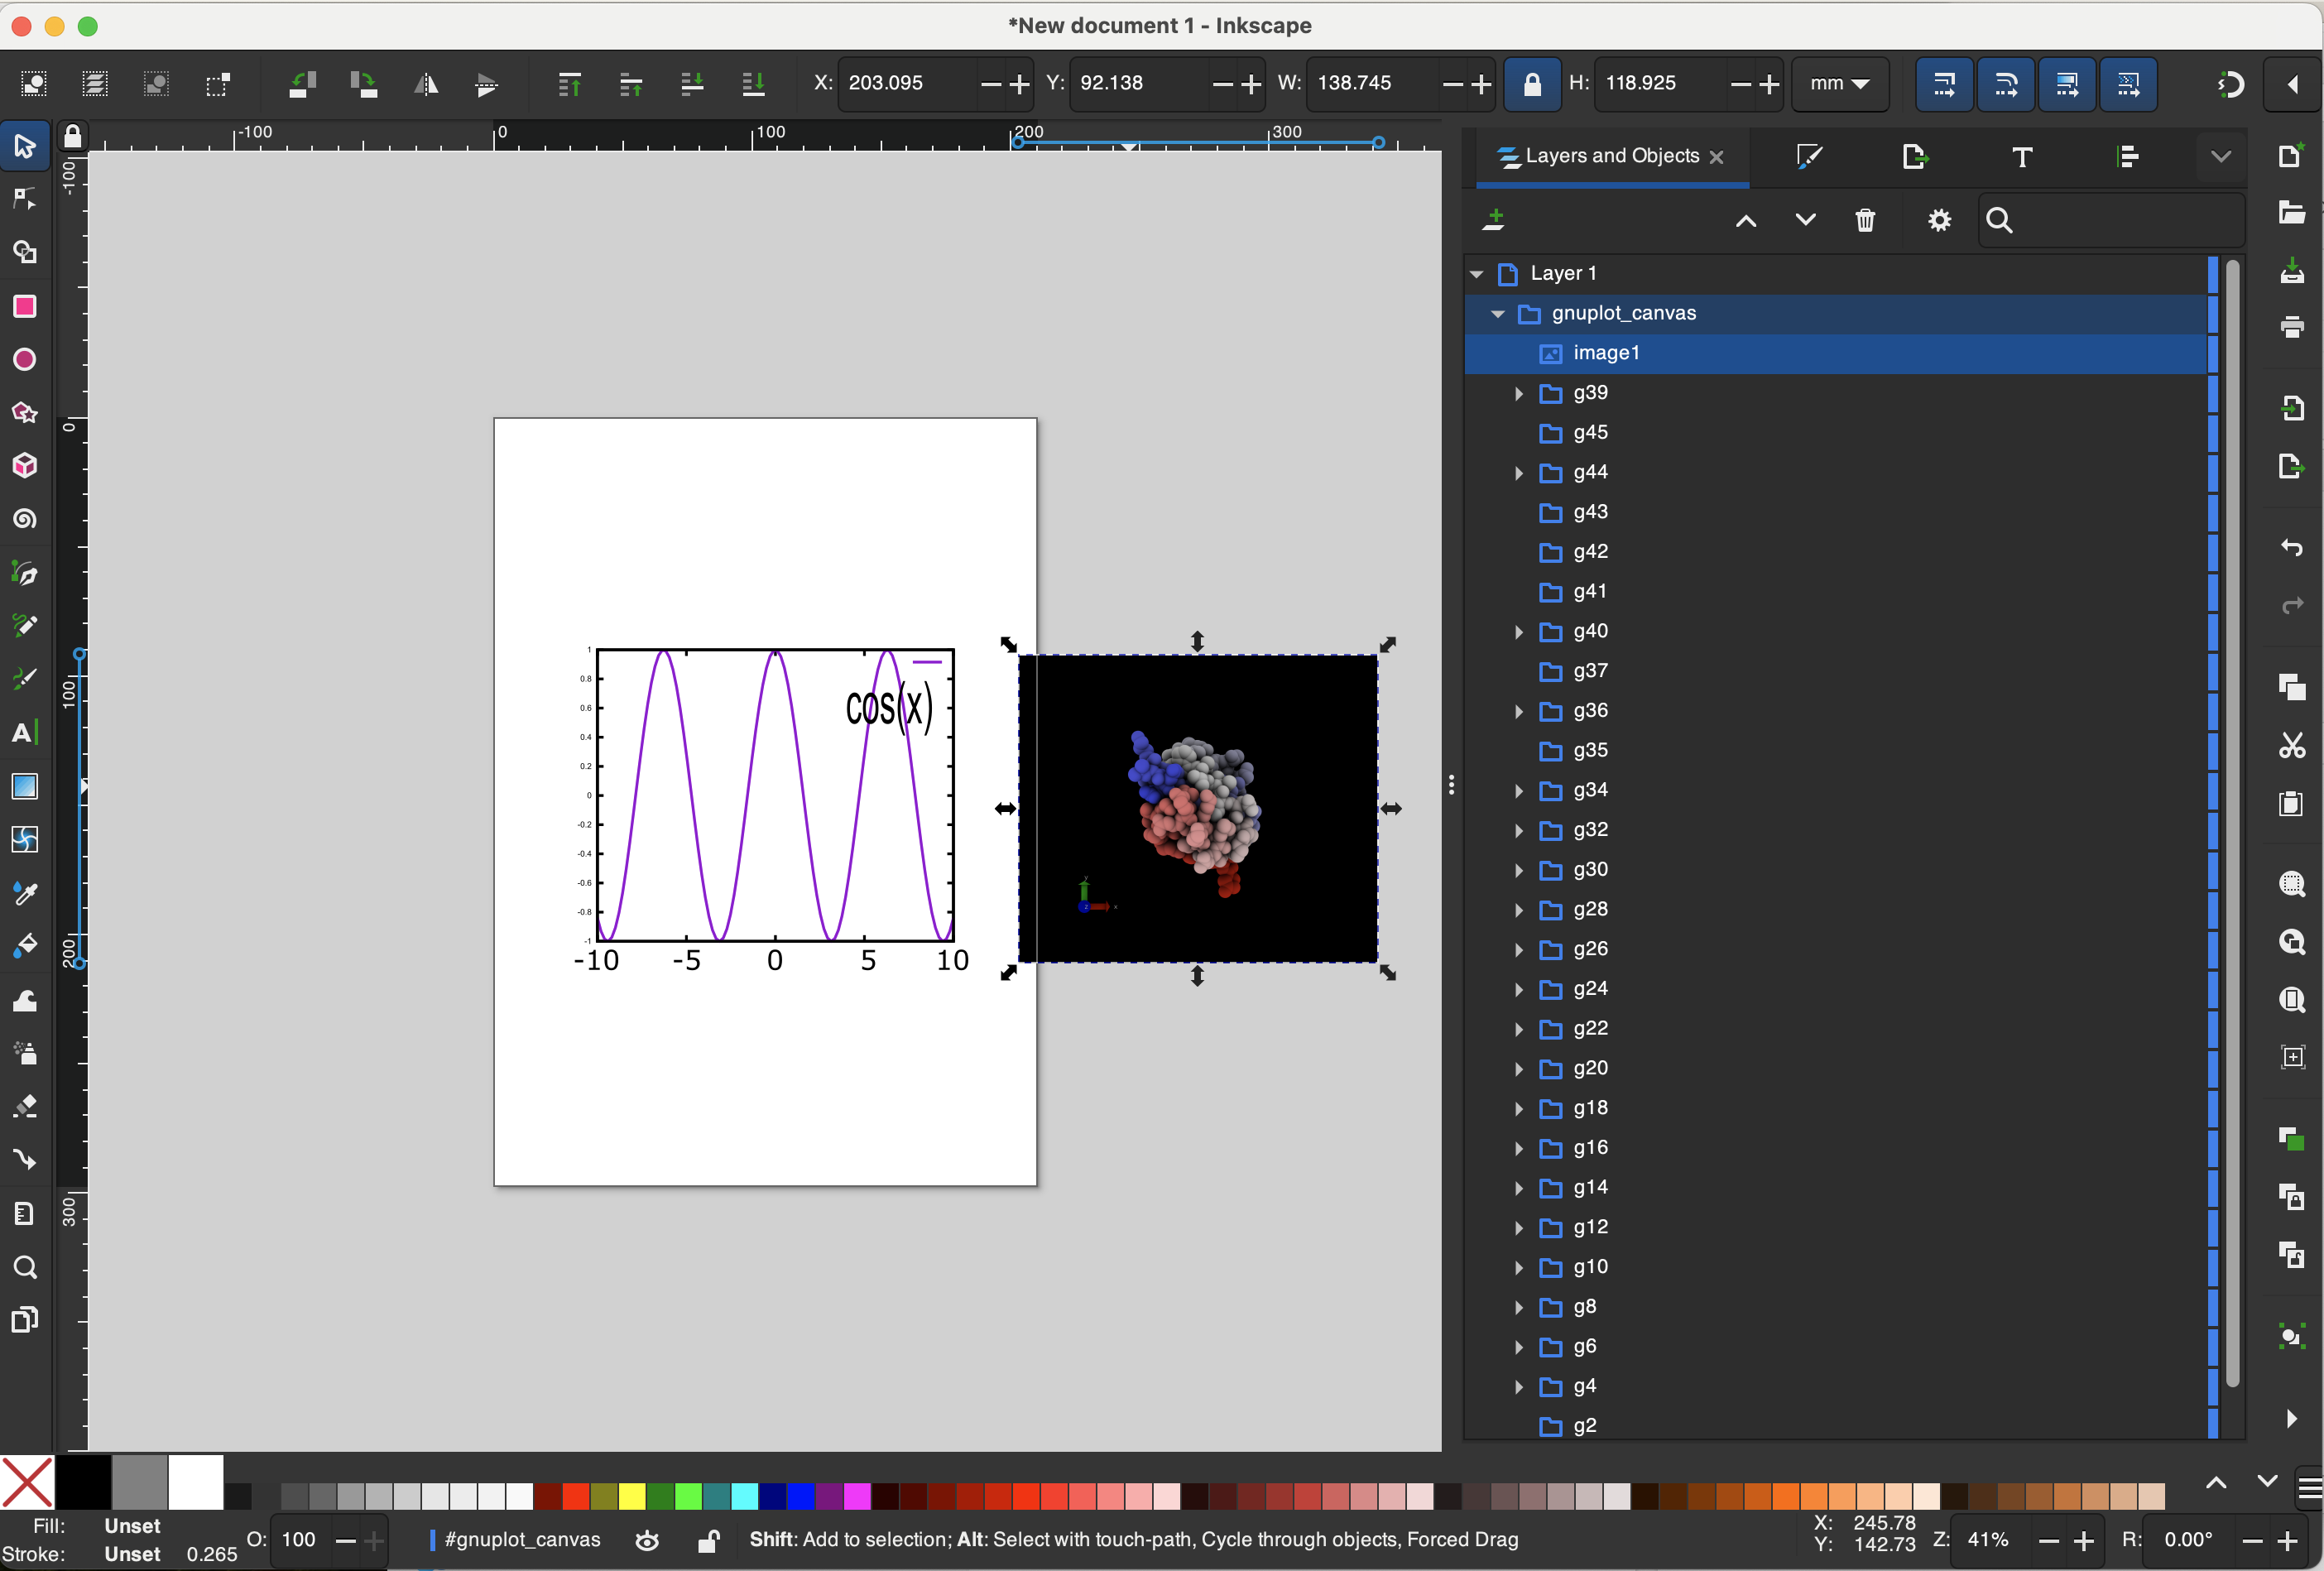 *New document 1 - Inkscape
X: 203.095 Y: 92.138 W: 138.745 H: 118.925 mm
-100 0 100 200 300
Layers and Objects
-100
0
100
200
300
Layer 1
gnuplot_canvas
image1
g39
g45
g44
g43
g42
g41
g40
g37
g36
g35
g34
g32
g30
g28
g26
g24
g22
g20
g18
g16
g14
g12
g10
g8
g6
g4
g2
1
0.8
0.6
0.4
0.2
0
-0.2
-0.4
-0.6
-0.8
-1
cos(x)
-10 -5 0 5 10
y
z x
Fill: Unset
Stroke: Unset 0.265
O: 100
#gnuplot_canvas
Shift: Add to selection; Alt: Select with touch-path, Cycle through objects, Forced Drag
X: 245.78
Y: 142.73
Z: 41%
R: 0.00°